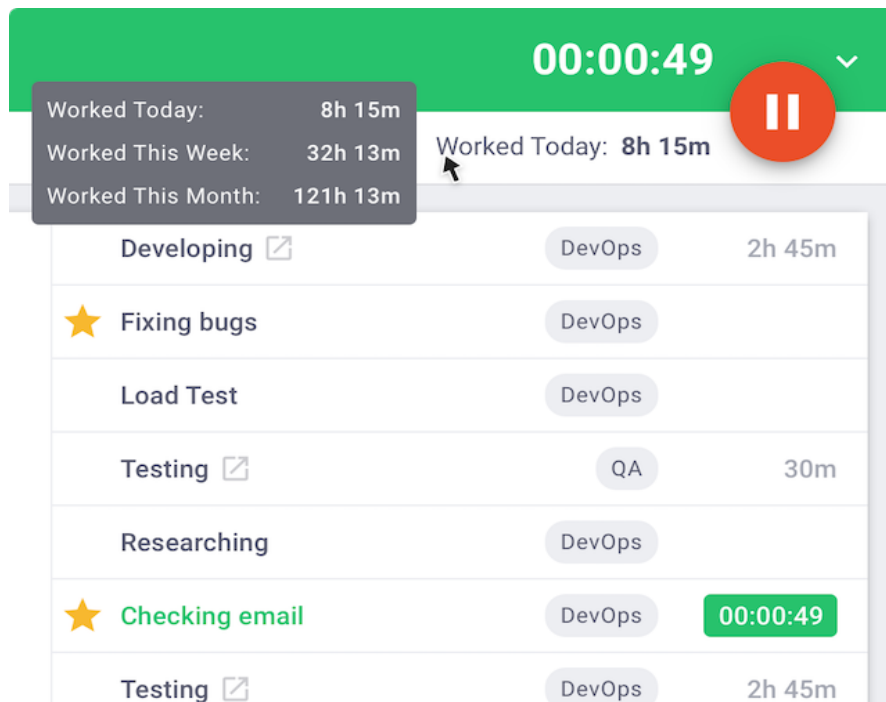 00:00:49
Worked Today: 8h 15m
Worked This Week: 32h 13m
Worked This Month: 121h 13m
Worked Today: 8h 15m
Developing DevOps 2h 45m
Fixing bugs DevOps
Load Test DevOps
Testing QA 30m
Researching DevOps
Checking email DevOps 00:00:49
Testing DevOps 2h 45m